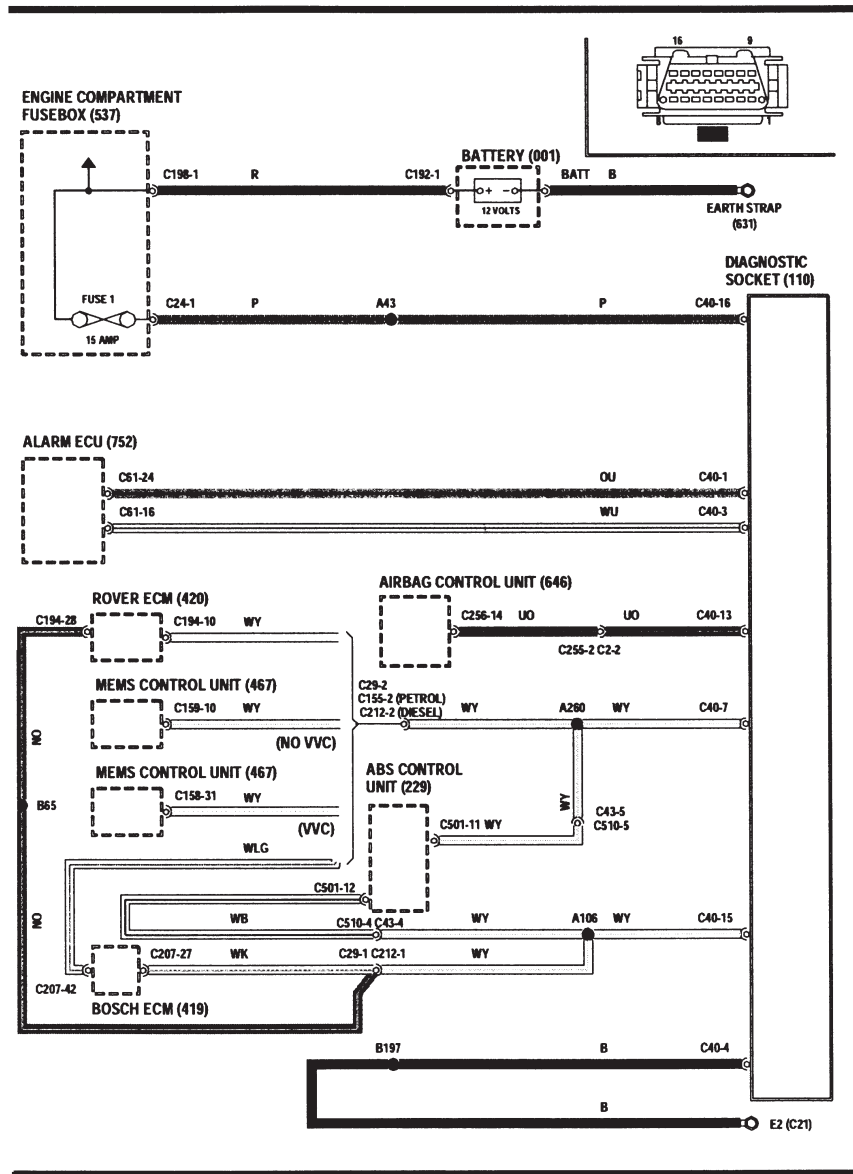 16 9
ENGINE COMPARTMENT
FUSEBOX (537)
C198-1 R C192-1
BATTERY (001)
+ -
12 VOLTS
BATT B
EARTH STRAP
(631)
DIAGNOSTIC
SOCKET (110)
FUSE 1
15 AMP
C24-1 P A43 P C40-16
ALARM ECU (752)
C61-24 OU C40-1
C61-16 WU C40-3
AIRBAG CONTROL UNIT (646)
C256-14 UO UO C40-13
C255-2 C2-2
ROVER ECM (420)
C194-28
C194-10 WY
MEMS CONTROL UNIT (467)
C159-10 WY
(NO VVC)
C29-2
C155-2 (PETROL)
C212-2 (DIESEL)
WY A260 WY C40-7
NO
MEMS CONTROL UNIT (467)
C158-31 WY
(VVC)
B65
ABS CONTROL
UNIT (229)
WY
C43-5
C510-5
C501-11 WY
WLG
C501-12
NO
WB C510-4 C43-4 WY A106 WY C40-15
C207-27 WK C29-1 C212-1 WY
C207-42
BOSCH ECM (419)
B197 B C40-4
B
E2 (C21)